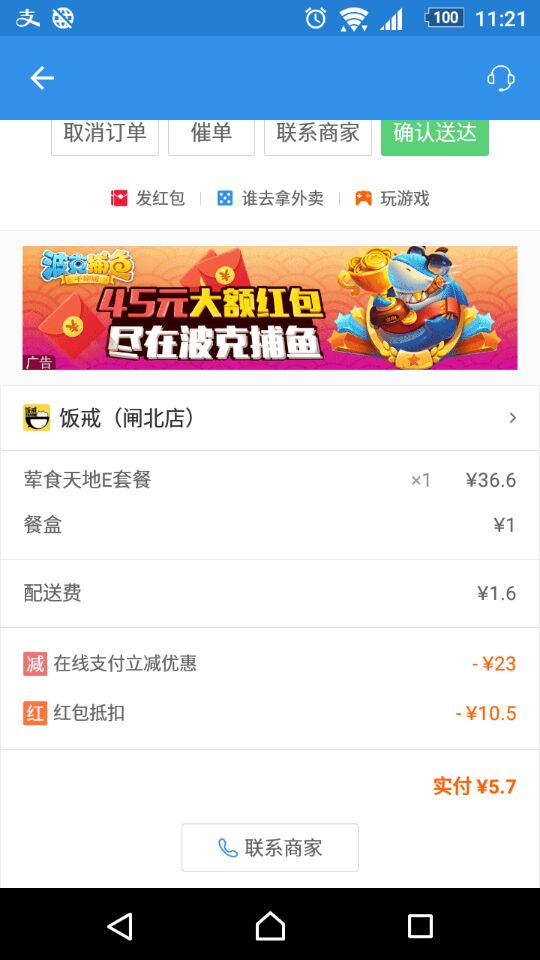 支 100 11:21
取消订单 催单 联系商家 确认送达
发红包 谁去拿外卖 玩游戏
波克捕鱼
千炮版
45元大额红包
尽在波克捕鱼
广告
饭戒（闸北店）
荤食天地E套餐 ×1 ¥36.6
餐盒 ¥1
配送费 ¥1.6
减 在线支付立减优惠 - ¥23
红 红包抵扣 - ¥10.5
实付 ¥5.7
联系商家